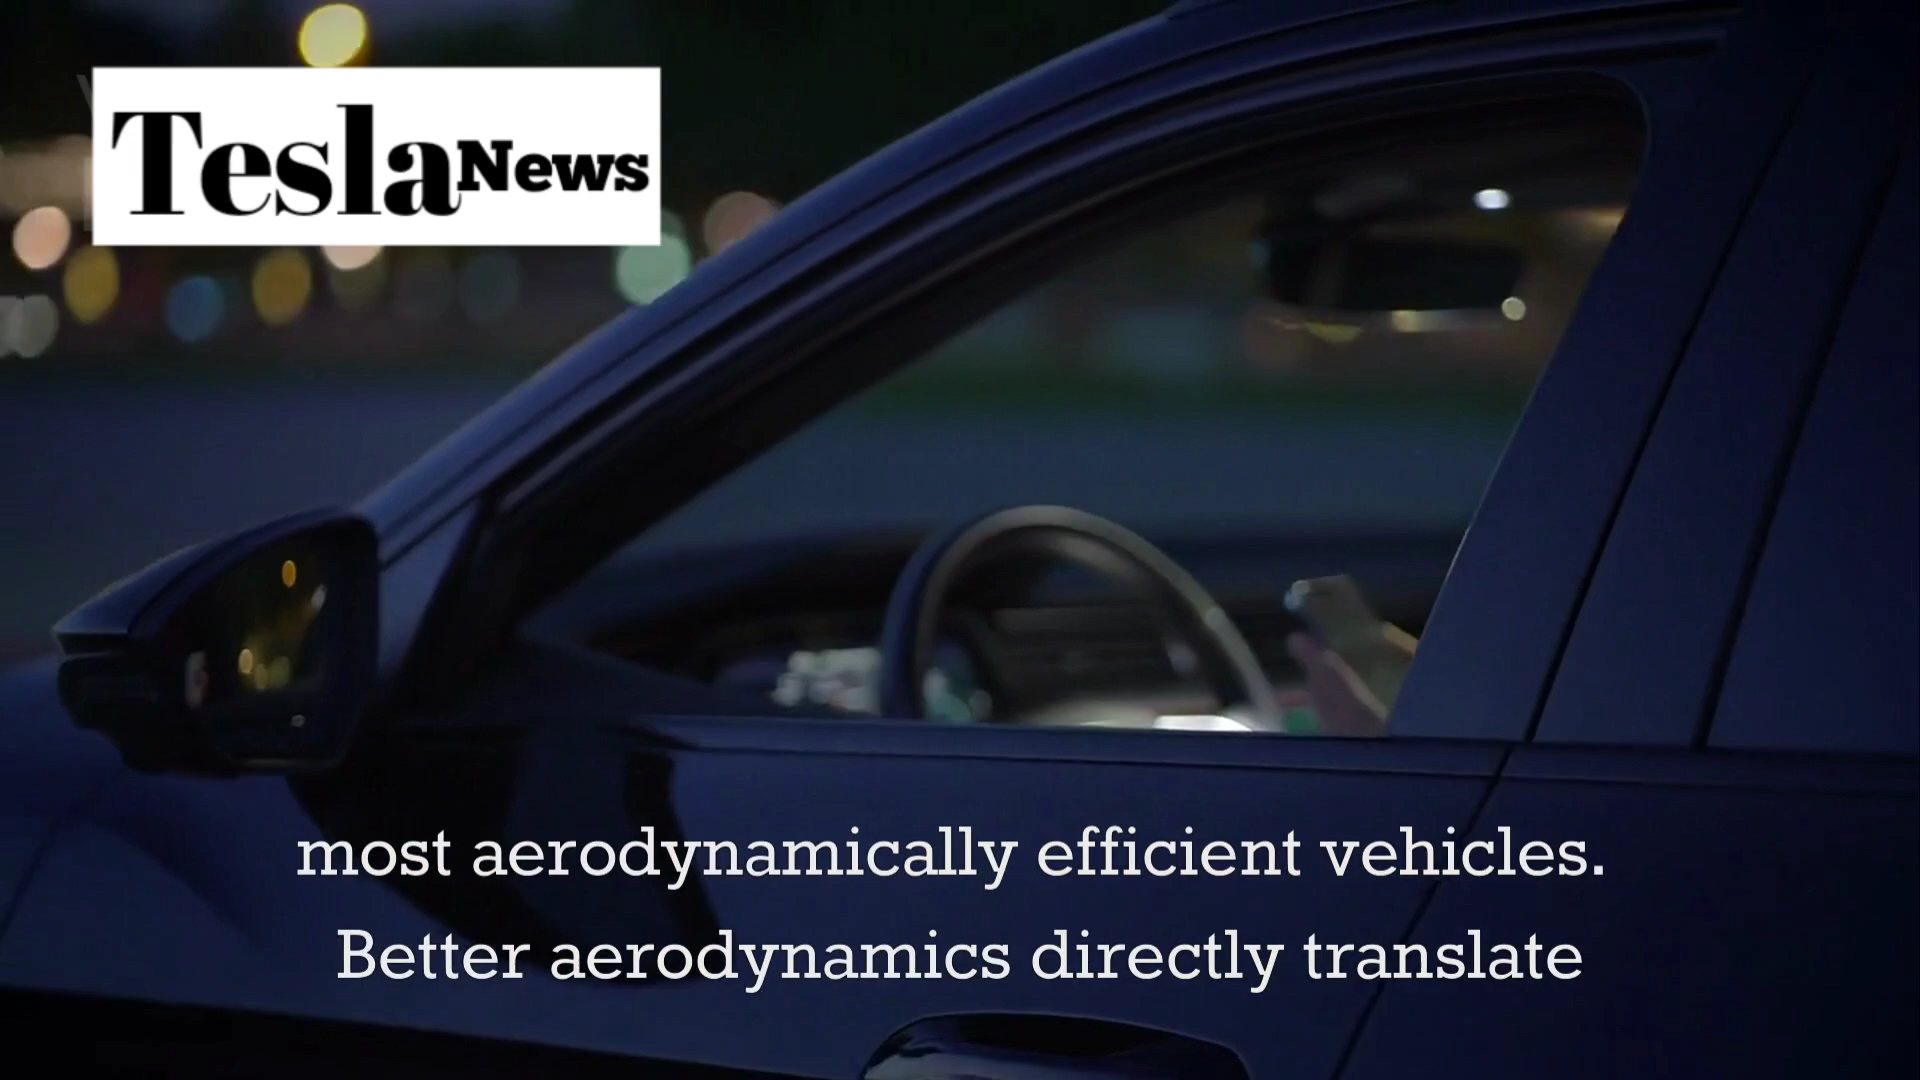 Tesla News
most aerodynamically efficient vehicles.
Better aerodynamics directly translate